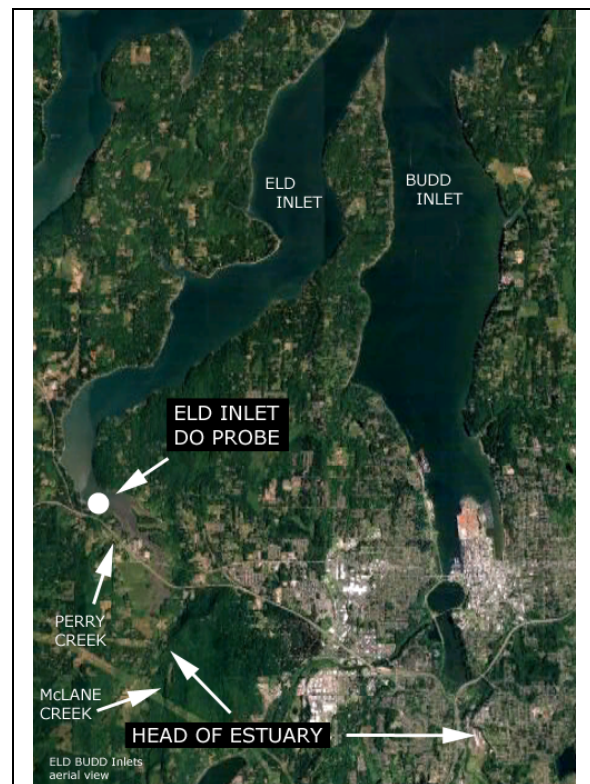 ELD
INLET
BUDD
INLET
ELD INLET
DO PROBE
PERRY
CREEK
McLANE
CREEK
HEAD OF ESTUARY
ELD BUDD Inlets
aerial view